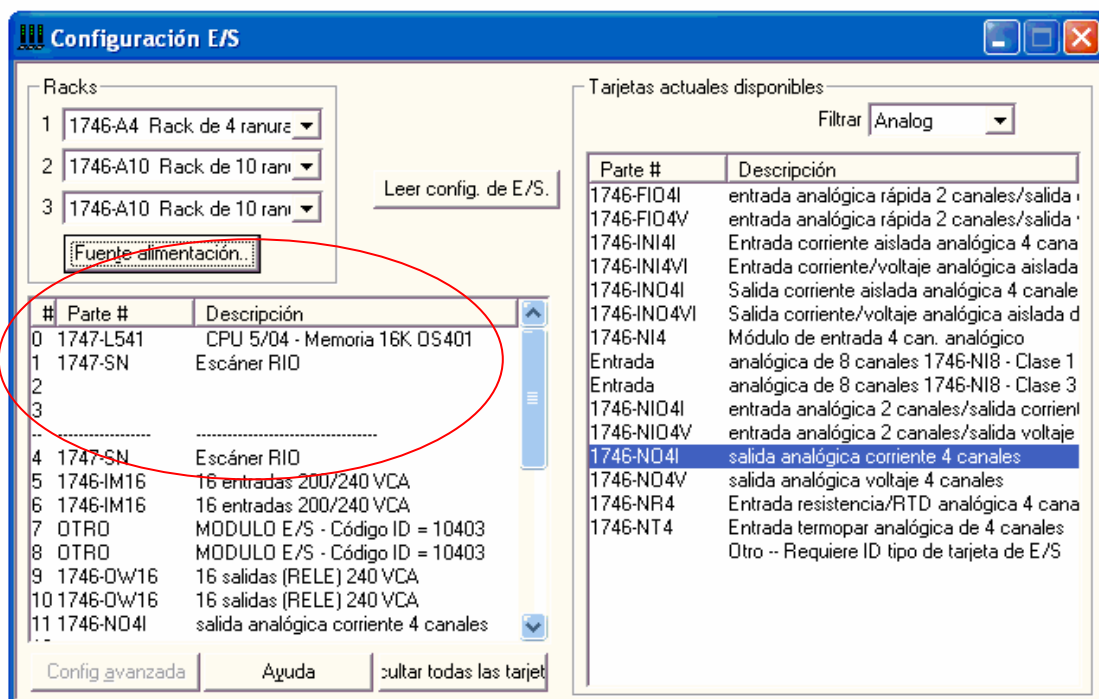 Configuración E/S
Racks
1 1746-A4 Rack de 4 ranura
2 1746-A10 Rack de 10 ran
3 1746-A10 Rack de 10 ran
Fuente alimentación..
Leer config. de E/S.
# Parte # Descripción
0 1747-L541 CPU 5/04 - Memoria 16K OS401
1 1747-SN Escáner RIO
2
3
-- ---------------- --------------------------------
4 1747-SN Escáner RIO
5 1746-IM16 16 entradas 200/240 VCA
6 1746-IM16 16 entradas 200/240 VCA
7 OTRO MODULO E/S - Código ID = 10403
8 OTRO MODULO E/S - Código ID = 10403
9 1746-OW16 16 salidas (RELE) 240 VCA
10 1746-OW16 16 salidas (RELE) 240 VCA
11 1746-NO4I salida analógica corriente 4 canales
Config avanzada
Ayuda
cultar todas las tarjet
Tarjetas actuales disponibles
Filtrar Analog
Parte # Descripción
1746-FIO4I entrada analógica rápida 2 canales/salida
1746-FIO4V entrada analógica rápida 2 canales/salida
1746-INI4I Entrada corriente aislada analógica 4 cana
1746-INI4VI Entrada corriente/voltaje analógica aislada
1746-INO4I Salida corriente aislada analógica 4 canale
1746-INO4VI Salida corriente/voltaje analógica aislada d
1746-NI4 Módulo de entrada 4 can. analógico
Entrada analógica de 8 canales 1746-NI8 - Clase 1
Entrada analógica de 8 canales 1746-NI8 - Clase 3
1746-NIO4I entrada analógica 2 canales/salida corrient
1746-NIO4V entrada analógica 2 canales/salida voltaje
1746-NO4I salida analógica corriente 4 canales
1746-NO4V salida analógica voltaje 4 canales
1746-NR4 Entrada resistencia/RTD analógica 4 cana
1746-NT4 Entrada termopar analógica de 4 canales
Otro -- Requiere ID tipo de tarjeta de E/S